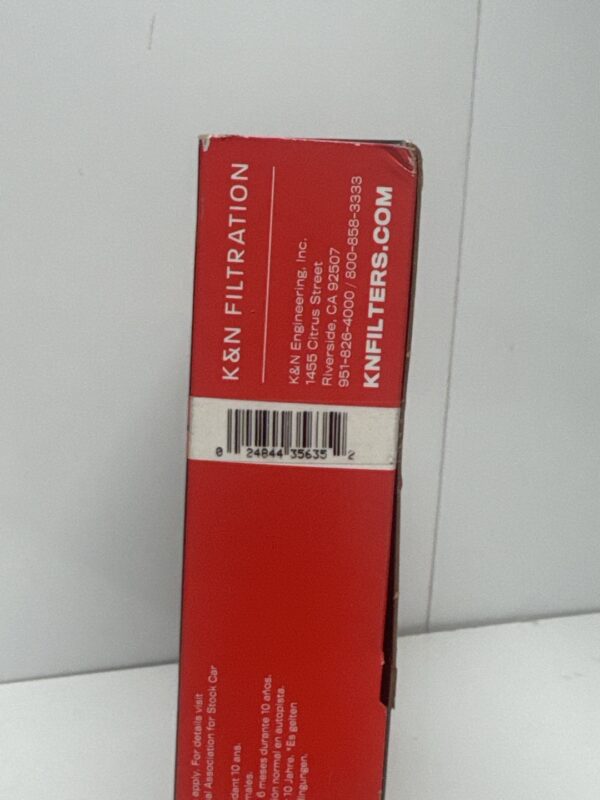 K&N FILTRATION
K&N Engineering, Inc.
1455 Citrus Street
Riverside, CA 92507
951-826-4000 / 800-858-3333
KNFILTERS.COM
0 24844 35635 2
apply. For details visit
al Association for Stock Car
dant 10 ans.
males.
6 meses durante 10 años.
ión normal en autopista.
10 Jahre. *Es gelten
dingungen.